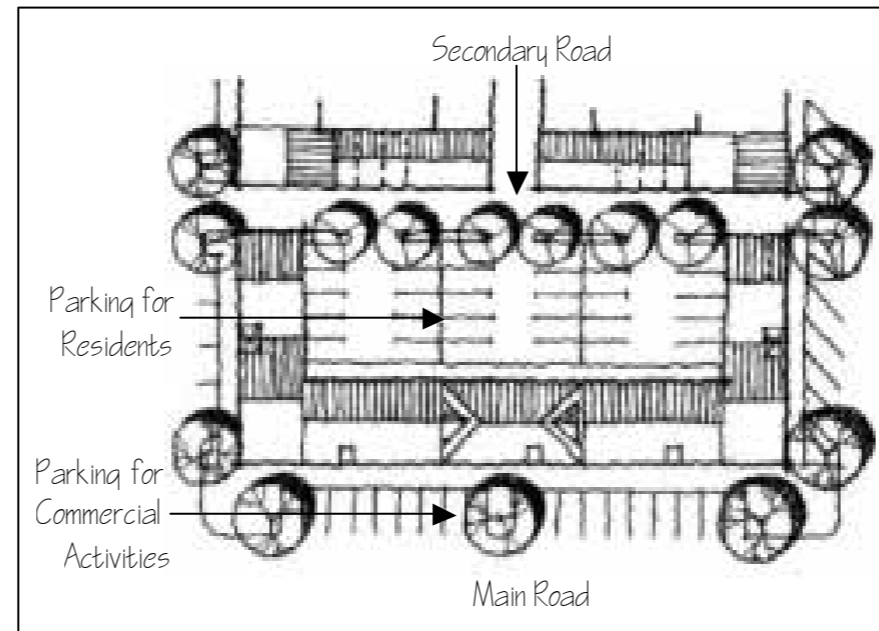 Secondary Road
Parking for
Residents
Parking for
Commercial
Activities
Main Road